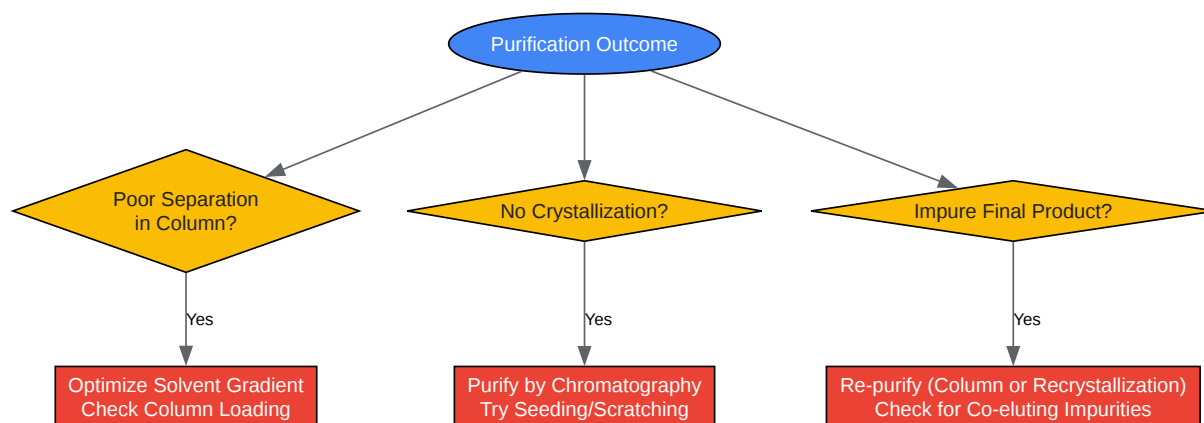 Purification Outcome
Poor Separation
in Column?
No Crystallization?
Impure Final Product?
Yes
Yes
Yes
Optimize Solvent Gradient
Check Column Loading
Purify by Chromatography
Try Seeding/Scratching
Re-purify (Column or Recrystallization)
Check for Co-eluting Impurities